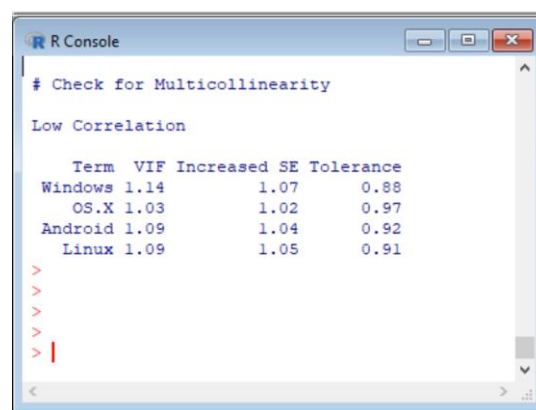 R Console
# Check for Multicollinearity
Low Correlation
Term VIF Increased SE Tolerance
Windows 1.14 1.07 0.88
OS.X 1.03 1.02 0.97
Android 1.09 1.04 0.92
Linux 1.09 1.05 0.91
>
>
>
>
>